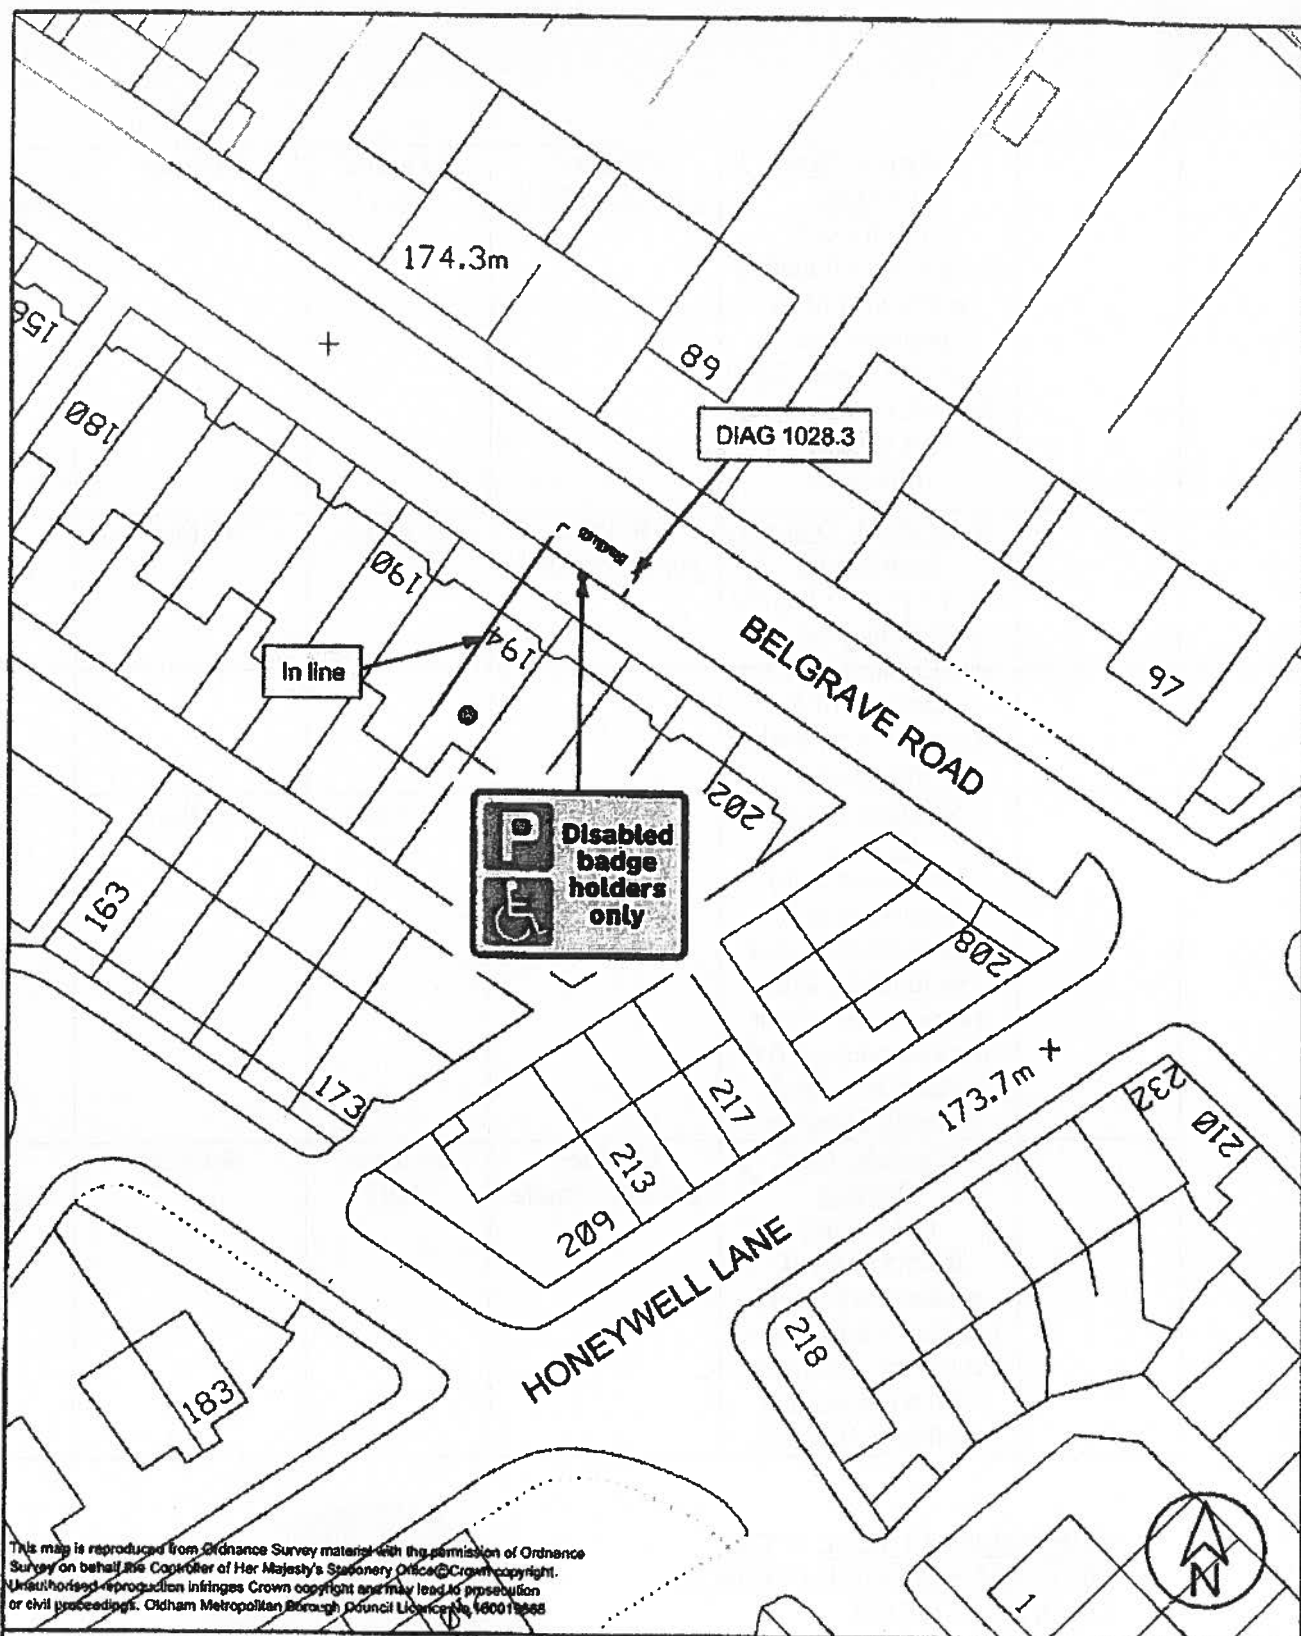 174.3m
158
89
180
DIAG 1028.3
DISABLED
190
194
In line
BELGRAVE ROAD
97
202
P Disabled
badge
holders
only
163
208
173
217
173.7m
232
210
213
209
HONEYWELL LANE
218
183
This map is reproduced from Ordnance Survey material with the permission of Ordnance
Survey on behalf the Controller of Her Majesty's Stationery Office © Crown copyright.
Unauthorised reproduction infringes Crown copyright and may lead to prosecution
or civil proceedings. Oldham Metropolitan Borough Council Licence No
1
N